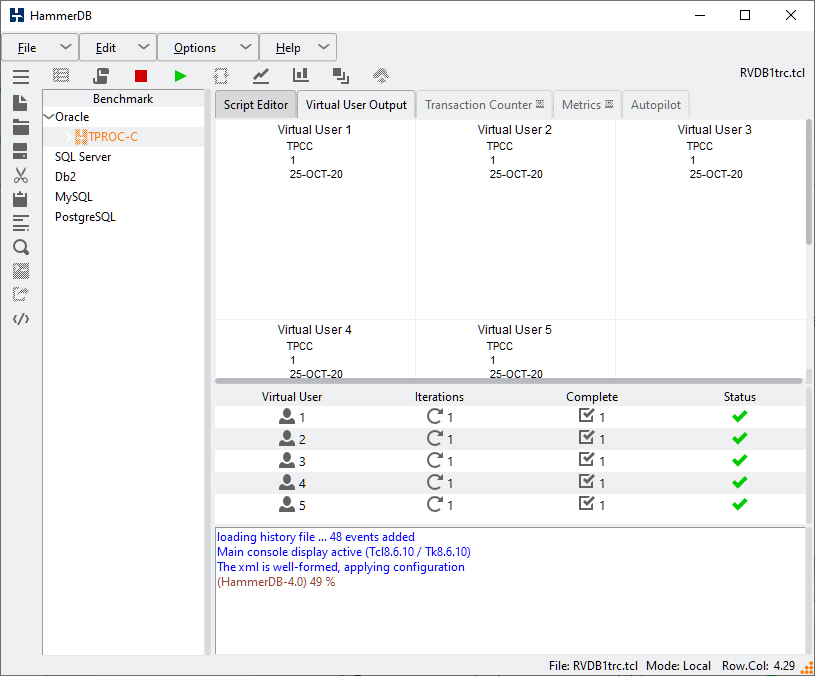 HammerDB
File Edit Options Help
RVDB1trc.tcl
Benchmark
Oracle
TPROC-C
SQL Server
Db2
MySQL
PostgreSQL
Script Editor Virtual User Output Transaction Counter Metrics Autopilot
Virtual User 1 Virtual User 2 Virtual User 3
TPCC TPCC TPCC
1 1 1
25-OCT-20 25-OCT-20 25-OCT-20
Virtual User 4 Virtual User 5
TPCC TPCC
1 1
25-OCT-20 25-OCT-20
Virtual User Iterations Complete Status
1 1 1
2 1 1
3 1 1
4 1 1
5 1 1
loading history file ... 48 events added
Main console display active (Tcl8.6.10 / Tk8.6.10)
The xml is well-formed, applying configuration
(HammerDB-4.0) 49 %
File: RVDB1trc.tcl Mode: Local Row.Col: 4.29